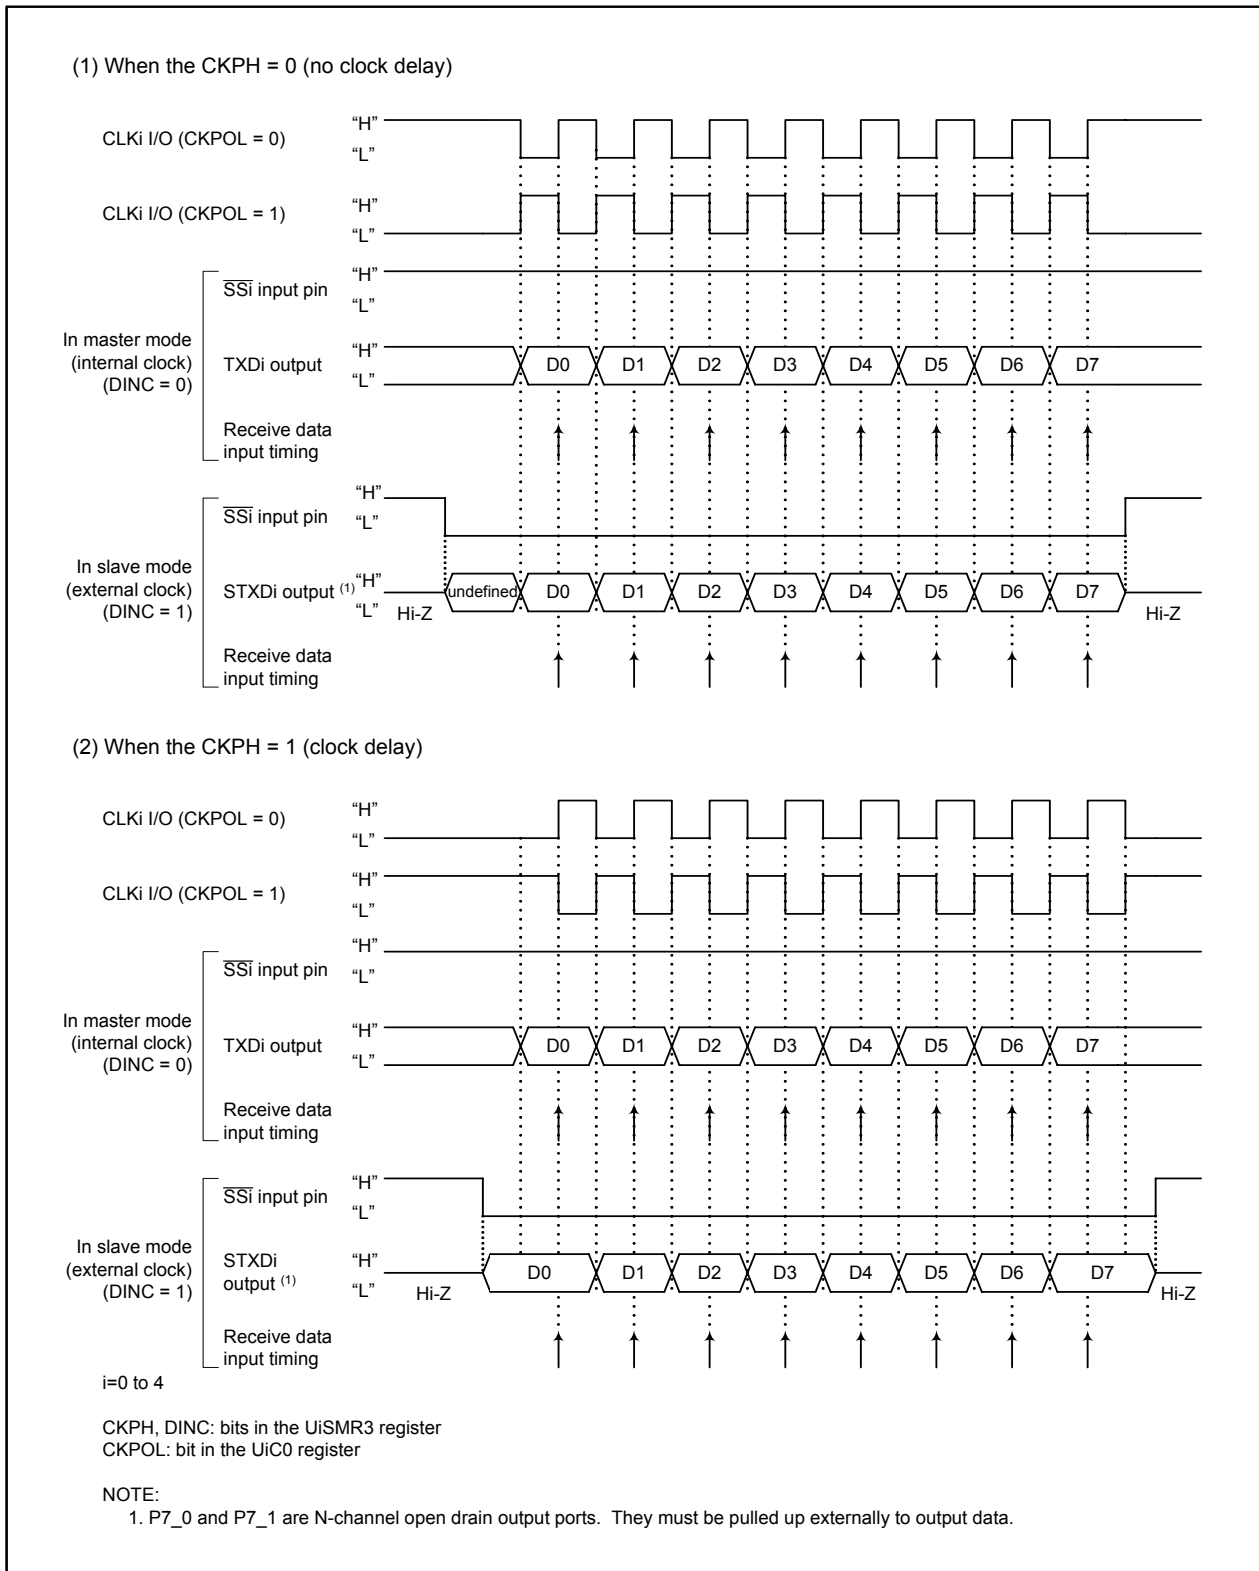 (1) When the CKPH = 0 (no clock delay)
CLKi I/O (CKPOL = 0)
“H”
“L”
CLKi I/O (CKPOL = 1)
“H”
“L”
In master mode
(internal clock)
(DINC = 0)
SSi input pin
“H”
“L”
TXDi output
“H”
“L”
D0 D1 D2 D3 D4 D5 D6 D7
Receive data
input timing
In slave mode
(external clock)
(DINC = 1)
SSi input pin
“H”
“L”
STXDi output (1)
“H”
“L”
Hi-Z
undefined D0 D1 D2 D3 D4 D5 D6 D7
Hi-Z
Receive data
input timing
(2) When the CKPH = 1 (clock delay)
CLKi I/O (CKPOL = 0)
“H”
“L”
CLKi I/O (CKPOL = 1)
“H”
“L”
In master mode
(internal clock)
(DINC = 0)
SSi input pin
“H”
“L”
TXDi output
“H”
“L”
D0 D1 D2 D3 D4 D5 D6 D7
Receive data
input timing
In slave mode
(external clock)
(DINC = 1)
SSi input pin
“H”
“L”
STXDi
output (1)
“H”
“L”
Hi-Z
D0 D1 D2 D3 D4 D5 D6 D7
Hi-Z
Receive data
input timing
i=0 to 4
CKPH, DINC: bits in the UiSMR3 register
CKPOL: bit in the UiC0 register
NOTE:
1. P7_0 and P7_1 are N-channel open drain output ports. They must be pulled up externally to output data.